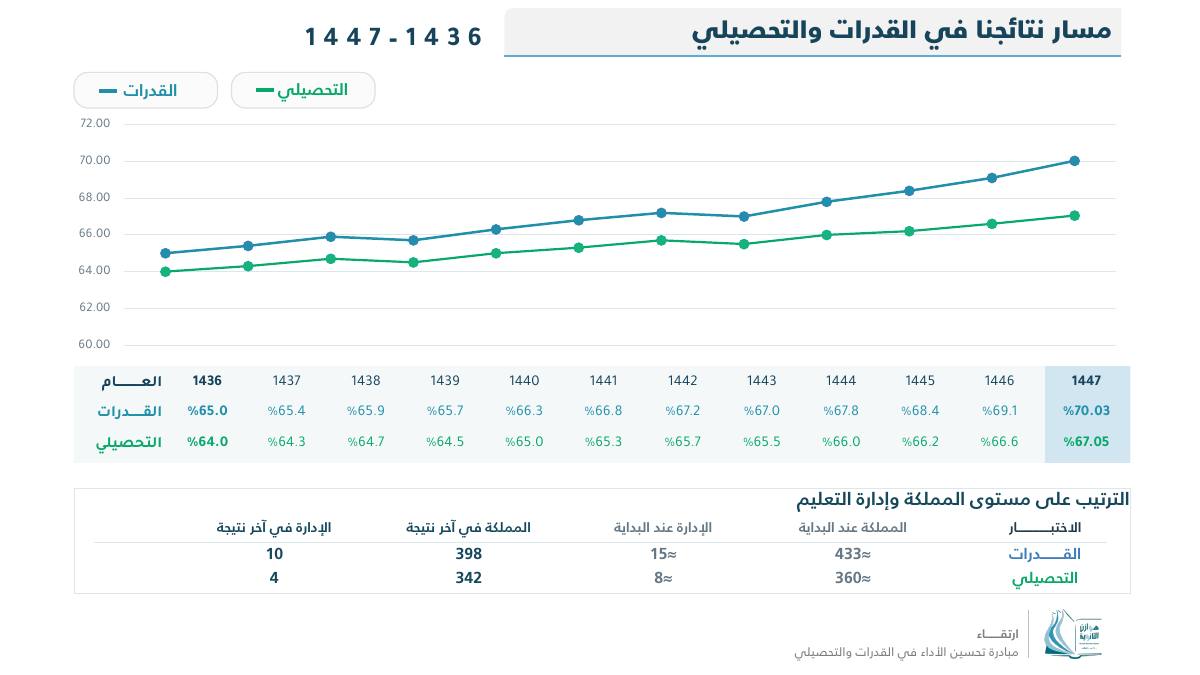 مسار نتائجنا في القدرات والتحصيلي
1436-1447
التحصيلي
القدرات
72.00
70.00
68.00
66.00
64.00
62.00
60.00
العـــــــام 1436 1437 1438 1439 1440 1441 1442 1443 1444 1445 1446 1447
القـــدرات %65.0 %65.4 %65.9 %65.7 %66.3 %66.8 %67.2 %67.0 %67.8 %68.4 %69.1 %70.03
التحصيلي %64.0 %64.3 %64.7 %64.5 %65.0 %65.3 %65.7 %65.5 %66.0 %66.2 %66.6 %67.05
الترتيب على مستوى المملكة وإدارة التعليم
الاختبـــــــــار المملكة عند البداية الإدارة عند البداية المملكة في آخر نتيجة الإدارة في آخر نتيجة
القـــــدرات ≈433 ≈15 398 10
التحصيلي ≈360 ≈8 342 4
هوازن
الثانوية
ارتقـــــاء
مبادرة تحسين الأداء في القدرات والتحصيلي